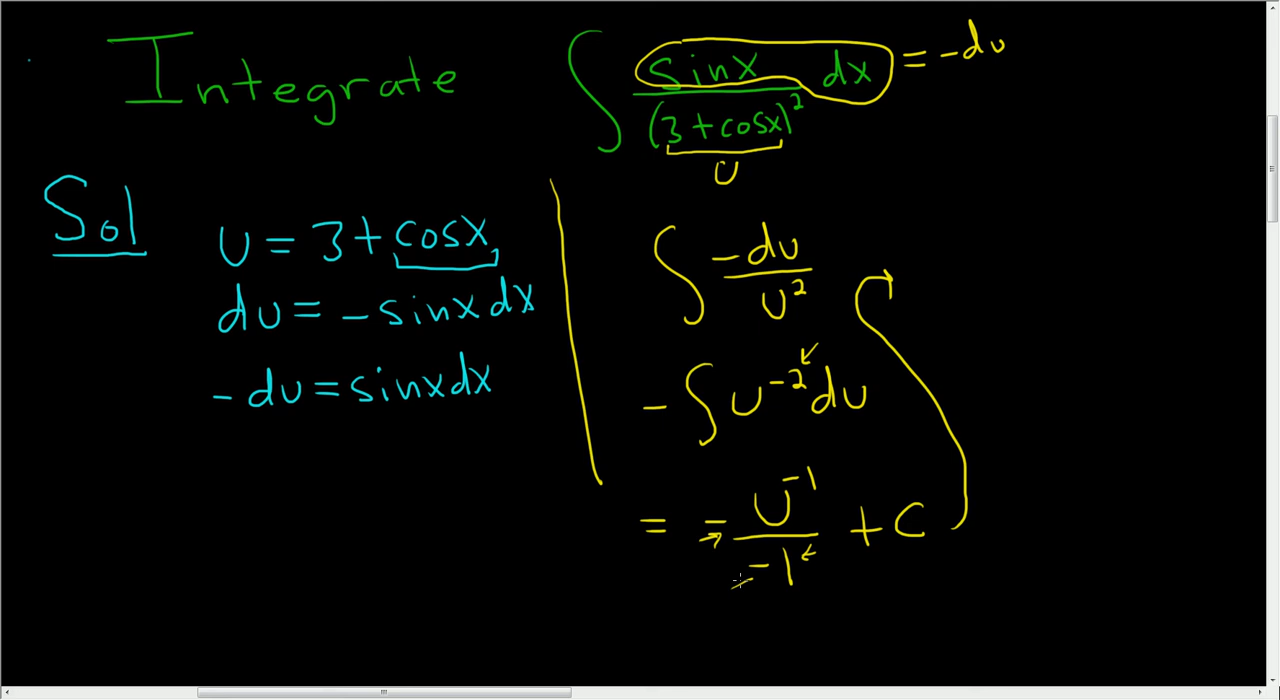 Integrate ∫ sinx/(3+cosx)² dx = -du
U
Sol
U = 3 + cosx
du = -sinx dx
-du = sinx dx
∫ -du/U²
- ∫ U⁻² du
= - U⁻¹/-1 + C